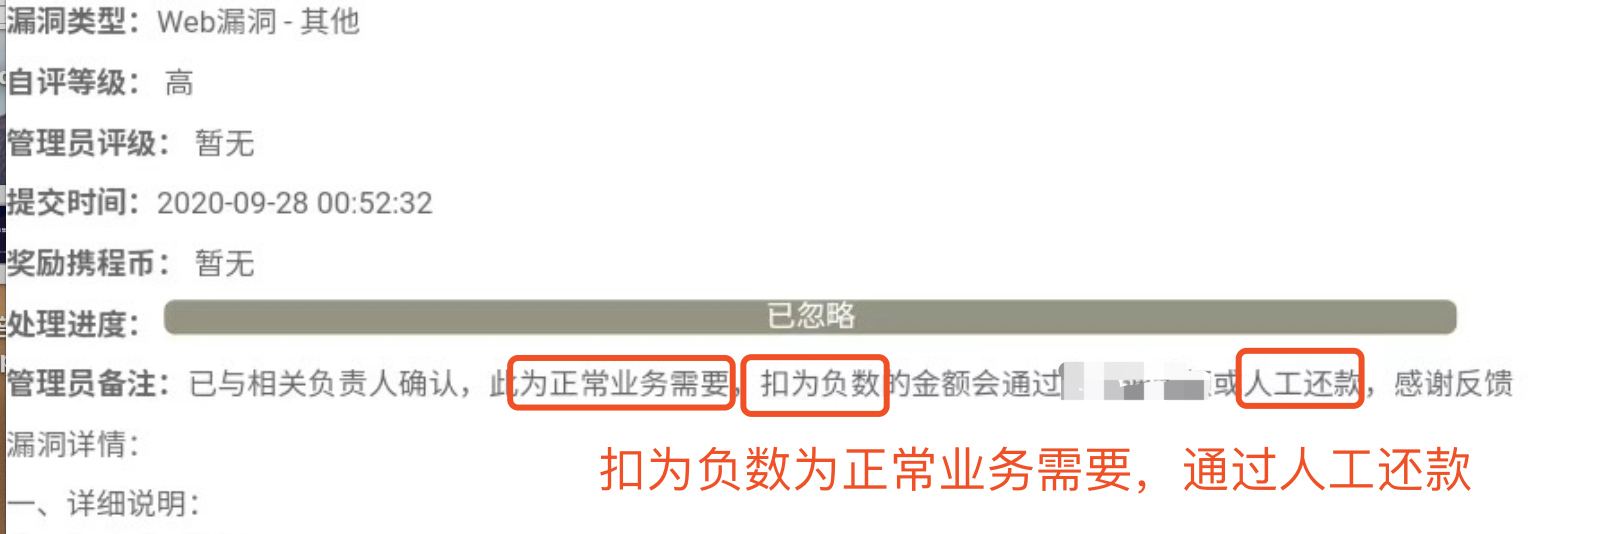 漏洞类型：Web漏洞 - 其他
自评等级：高
管理员评级：暂无
提交时间：2020-09-28 00:52:32
奖励携程币：暂无
处理进度：已忽略
管理员备注：已与相关负责人确认，此为正常业务需要，扣为负数的金额会通过或人工还款，感谢反馈
漏洞详情：
扣为负数为正常业务需要，通过人工还款
一、详细说明：